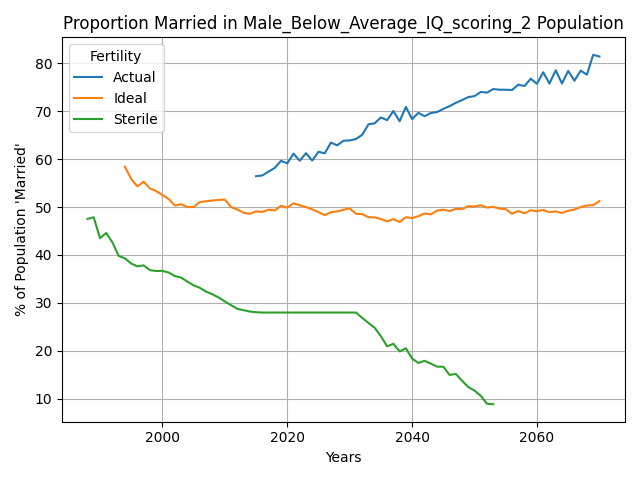 Proportion Married in Male_Below_Average_IQ_scoring_2 Population
Fertility
Actual
Ideal
Sterile
% of Population 'Married'
80
70
60
50
40
30
20
10
2000 2020 2040 2060
Years